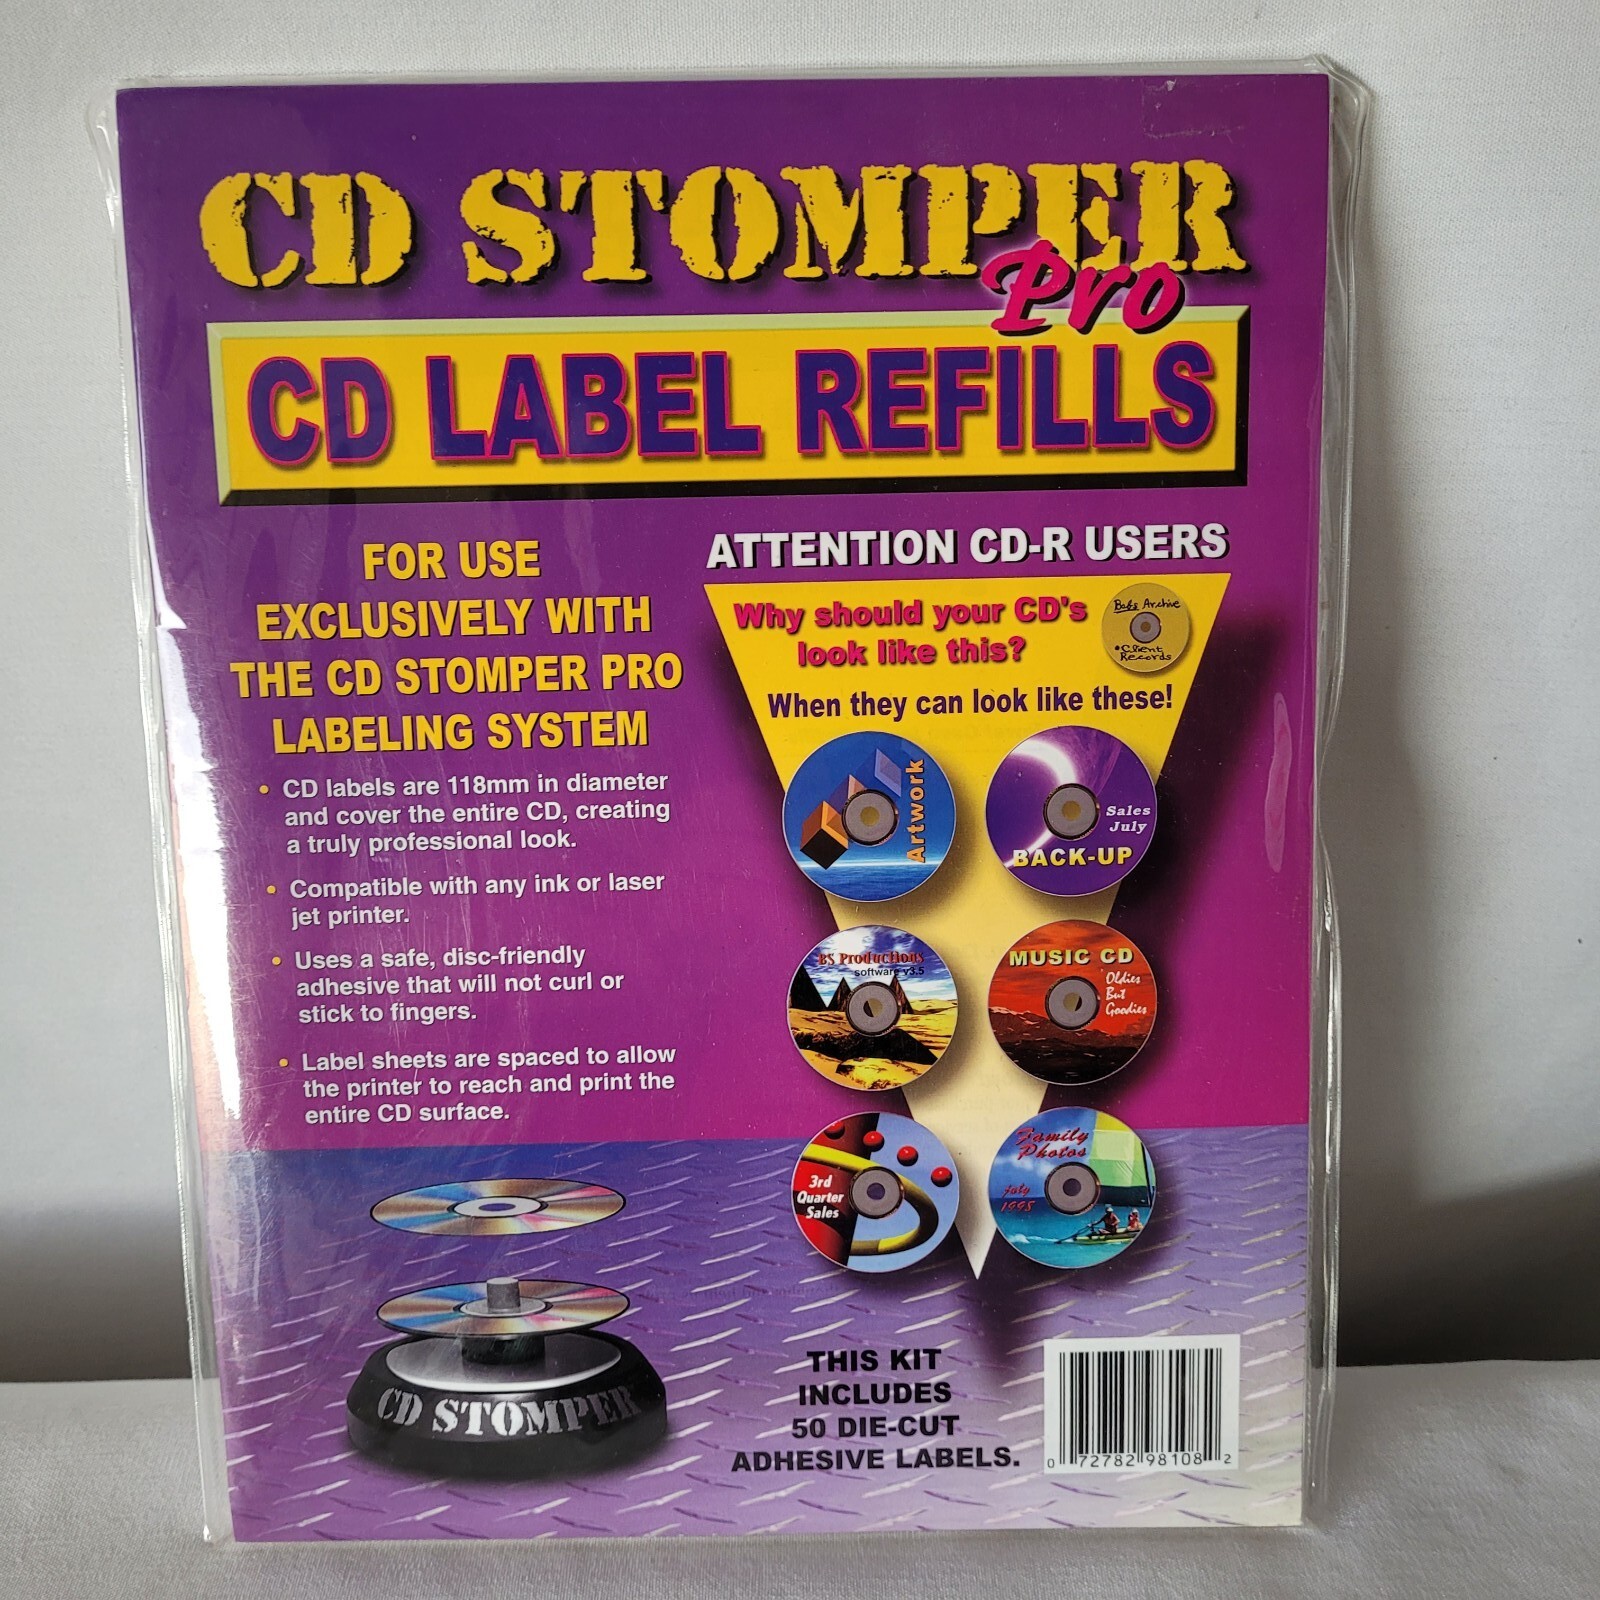 CD STOMPER
Pro
CD LABEL REFILLS
FOR USE
EXCLUSIVELY WITH
THE CD STOMPER PRO
LABELING SYSTEM
• CD labels are 118mm in diameter
and cover the entire CD, creating
a truly professional look.
• Compatible with any ink or laser
jet printer.
• Uses a safe, disc-friendly
adhesive that will not curl or
stick to fingers.
• Label sheets are spaced to allow
the printer to reach and print the
entire CD surface.
CD STOMPER
ATTENTION CD-R USERS
Why should your CD's
look like this?
Babs Archive
•Client
Records
When they can look like these!
Artwork
Sales
July
BACK-UP
BS Productions
software v3.5
MUSIC CD
Oldies
But
Goodies
3rd
Quarter
Sales
Family
Photos
July
1995
THIS KIT
INCLUDES
50 DIE-CUT
ADHESIVE LABELS.
0 72782 98108 2